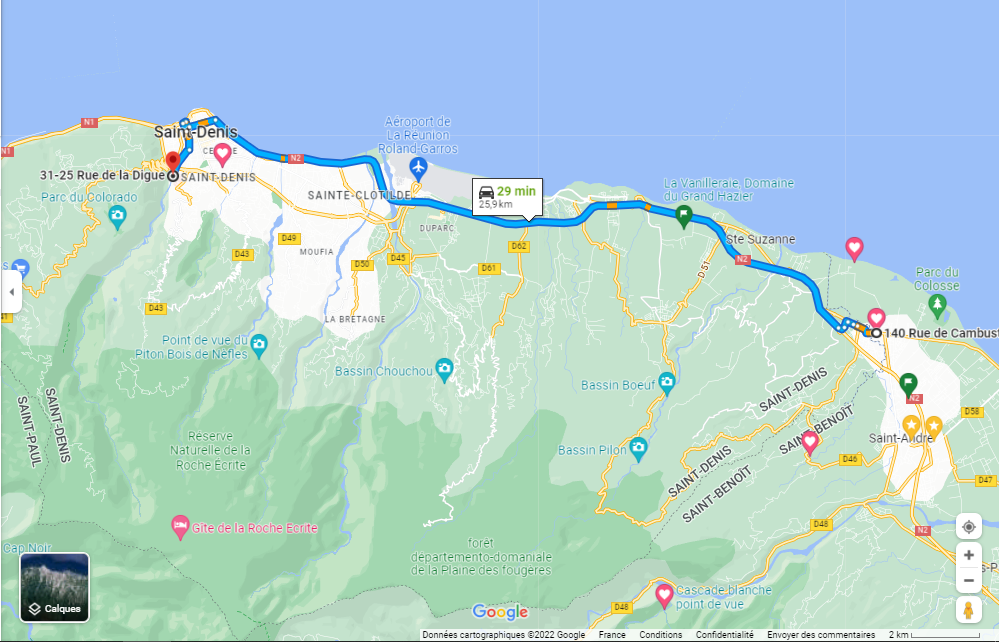 N1
N1
Saint-Denis
31-25 Rue de la Digue
SAINT-DENIS
N2
Aéroport de
La Réunion
Roland-Garros
Parc du Colorado
SAINTE-CLOTILDE
29 min
25,9 km
La Vanilleraie, Domaine
du Grand Hazier
DUPARC
D49
D43
MOUFIA
D50
D45
D62
D61
D51
Ste Suzanne
N2
Parc du
Colosse
D43
LA BRETAGNE
Point de vue du
Piton Bois de Nèfles
140 Rue de Cambust
Bassin Chouchou
Bassin Boeuf
SAINT-DENIS
SAINT-BENOÎT
N2
D58
SAINT-PAUL
SAINT-DENIS
Réserve
Naturelle de la
Roche Écrite
Bassin Pilon
SAINT-DENIS
SAINT-BENOÎT
Saint-André
D46
D47
Gîte de la Roche Ecrite
D48
N2
Cap Noir
forêt
départemento-domaniale
de la Plaine des fougères
Cascade blanche
point de vue
D48
Calques
Google
Données cartographiques ©2022 Google France Conditions Confidentialité Envoyer des commentaires 2 km